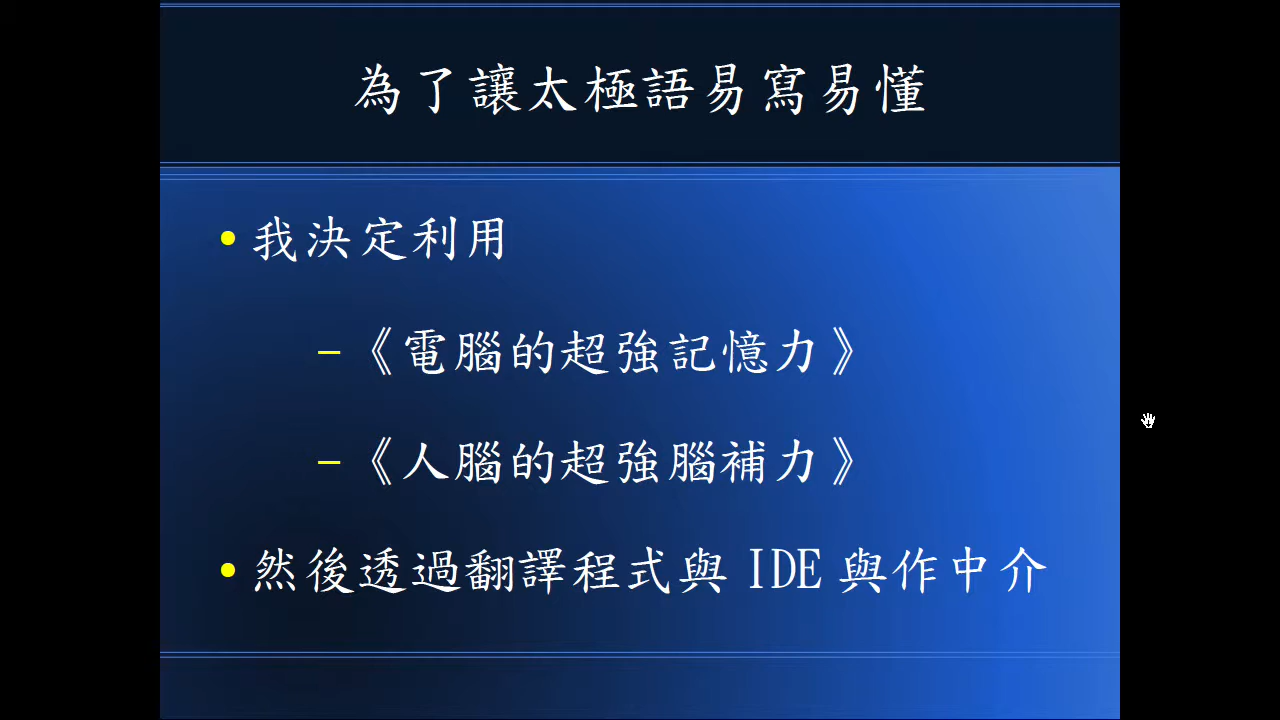 為了讓太極語易寫易懂
•我決定利用
–《電腦的超強記憶力》
–《人腦的超強腦補力》
•然後透過翻譯程式與 IDE 與作中介